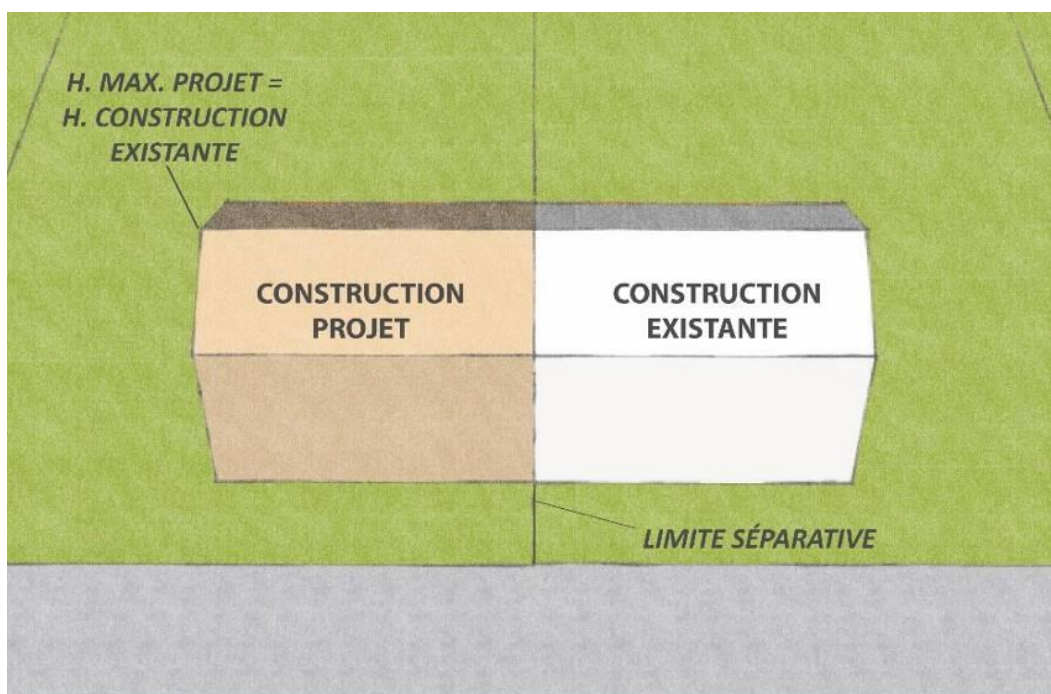 H. MAX. PROJET =
H. CONSTRUCTION
EXISTANTE
CONSTRUCTION
PROJET
CONSTRUCTION
EXISTANTE
LIMITE SÉPARATIVE